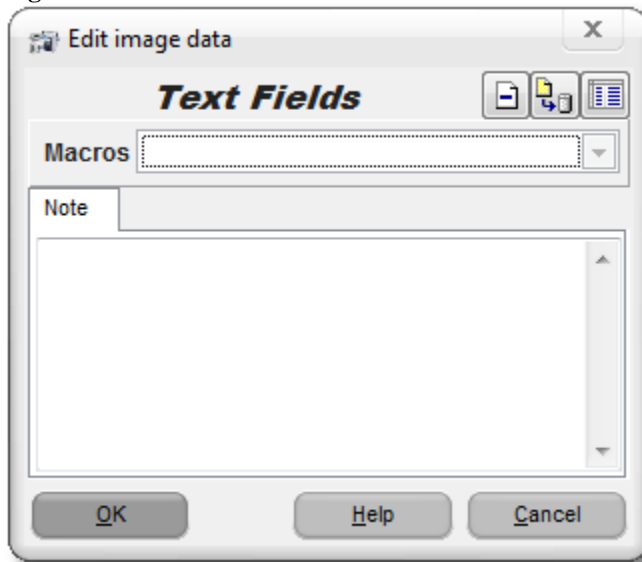 Edit image data
Text Fields
Macros
Note
OK
Help
Cancel